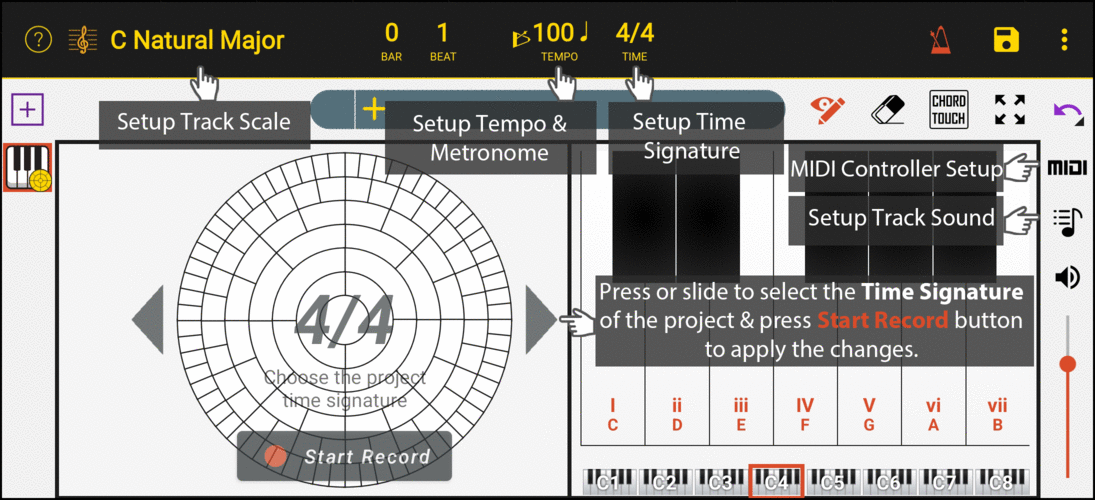 ?
C Natural Major
0
BAR
1
BEAT
100
TEMPO
4/4
TIME
Setup Track Scale
Setup Tempo &
Metronome
Setup Time
Signature
CHORD
TOUCH
MIDI Controller Setup
MIDI
Setup Track Sound
Press or slide to select the Time Signature
of the project & press Start Record button
to apply the changes.
4/4
Choose the project
time signature
Start Record
I ii iii IV V vi vii
C D E F G A B
C1 C2 C3 C4 C5 C6 C7 C8